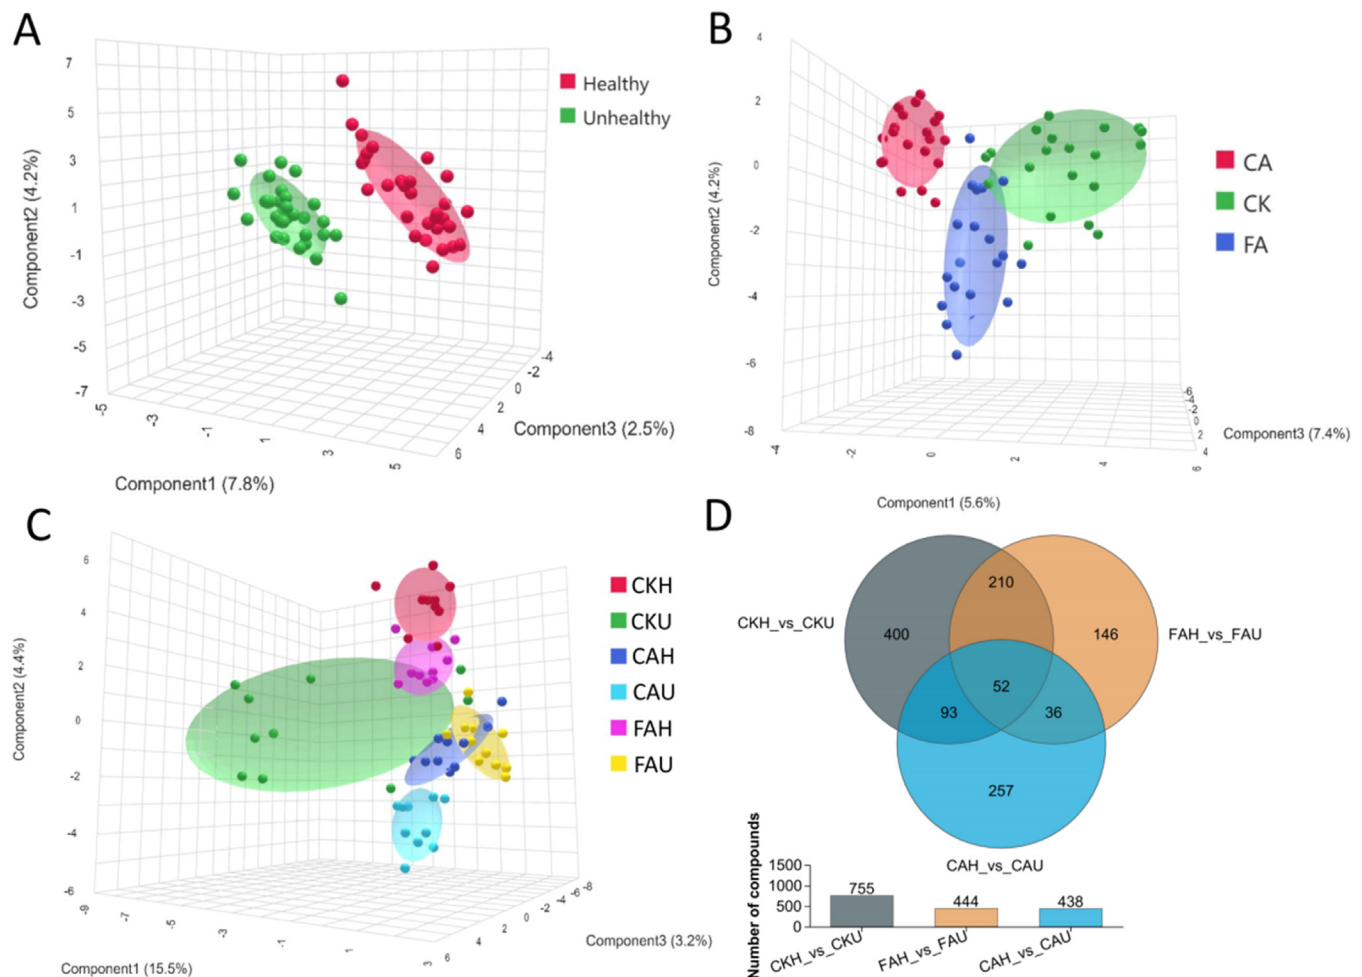 A
7
5
3
1
-1
-3
-5
-7
Component2 (4.2%)
-5
-3
-1
1
3
5
Component1 (7.8%)
-4
-2
0
2
4
6
Component3 (2.5%)
Healthy
Unhealthy
B
4
2
0
-2
-4
-6
-8
Component2 (4.2%)
-4
-2
0
2
4
6
Component1 (5.6%)
-6
-4
-2
0
2
4
Component3 (7.4%)
CA
CK
FA
C
6
4
2
0
-2
-4
-6
Component2 (4.4%)
-9
-7
-5
-3
-1
1
3
Component1 (15.5%)
-8
-6
-4
-2
0
2
4
6
Component3 (3.2%)
CKH
CKU
CAH
CAU
FAH
FAU
D
CKH_vs_CKU
FAH_vs_FAU
210
400
146
52
93
36
257
CAH_vs_CAU
Number of compounds
1500
1000
500
0
755
444
438
CKH_vs_CKU
FAH_vs_FAU
CAH_vs_CAU